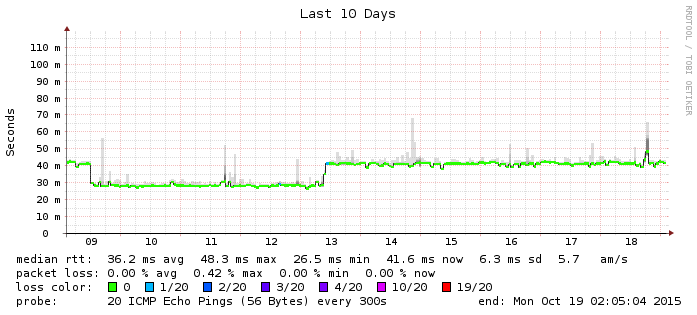 Last 10 Days
RRDTOOL / TOBI OETIKER
Seconds
110 m
100 m
90 m
80 m
70 m
60 m
50 m
40 m
30 m
20 m
10 m
0
09 10 11 12 13 14 15 16 17 18
median rtt: 36.2 ms avg 48.3 ms max 26.5 ms min 41.6 ms now 6.3 ms sd 5.7 am/s
packet loss: 0.00 % avg 0.42 % max 0.00 % min 0.00 % now
loss color: 0 1/20 2/20 3/20 4/20 10/20 19/20
probe: 20 ICMP Echo Pings (56 Bytes) every 300s end: Mon Oct 19 02:05:04 2015